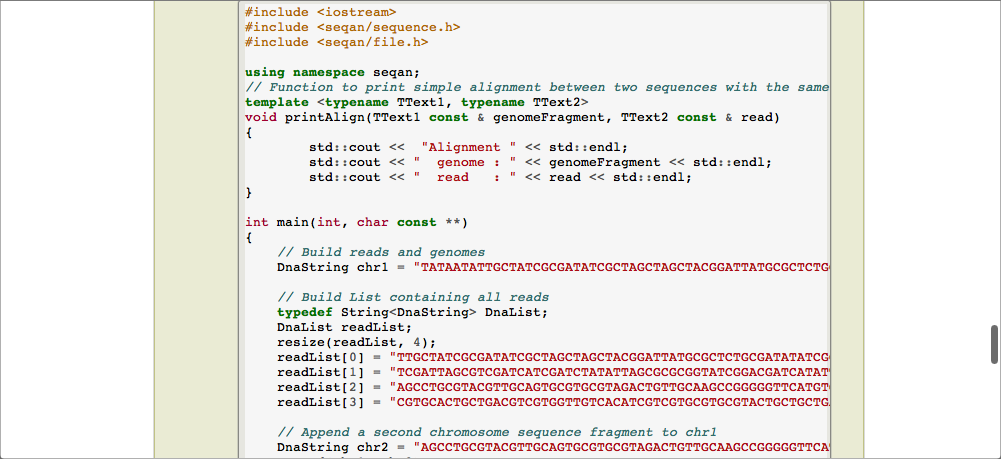 #include <iostream>
#include <seqan/sequence.h>
#include <seqan/file.h>
using namespace seqan;
// Function to print simple alignment between two sequences with the same
template <typename TText1, typename TText2>
void printAlign(TText1 const & genomeFragment, TText2 const & read)
{
std::cout <<  "Alignment " << std::endl;
std::cout << "  genome : " << genomeFragment << std::endl;
std::cout << "  read   : " << read << std::endl;
}
int main(int, char const **)
{
// Build reads and genomes
DnaString chr1 = "TATAATATTGCTATCGCGATATCGCTAGCTAGCTACGGATTATGCGCTCTG
// Build List containing all reads
typedef String<DnaString> DnaList;
DnaList readList;
resize(readList, 4);
readList[0] = "TTGCTATCGCGATATCGCTAGCTAGCTACGGATTATGCGCTCTGCGATATATCG
readList[1] = "TCGATTAGCGTCGATCATCGATCTATATTAGCGCGCGGTATCGGACGATCATAT
readList[2] = "AGCCTGCGTACGTTGCAGTGCGTGCGTAGACTGTTGCAAGCCGGGGGTTCATGT
readList[3] = "CGTGCACTGCTGACGTCGTGGTTGTCACATCGTCGTGCGTGCGTACTGCTGCTG
// Append a second chromosome sequence fragment to chr1
DnaString chr2 = "AGCCTGCGTACGTTGCAGTGCGTGCGTAGACTGTTGCAAGCCGGGGGTTCA